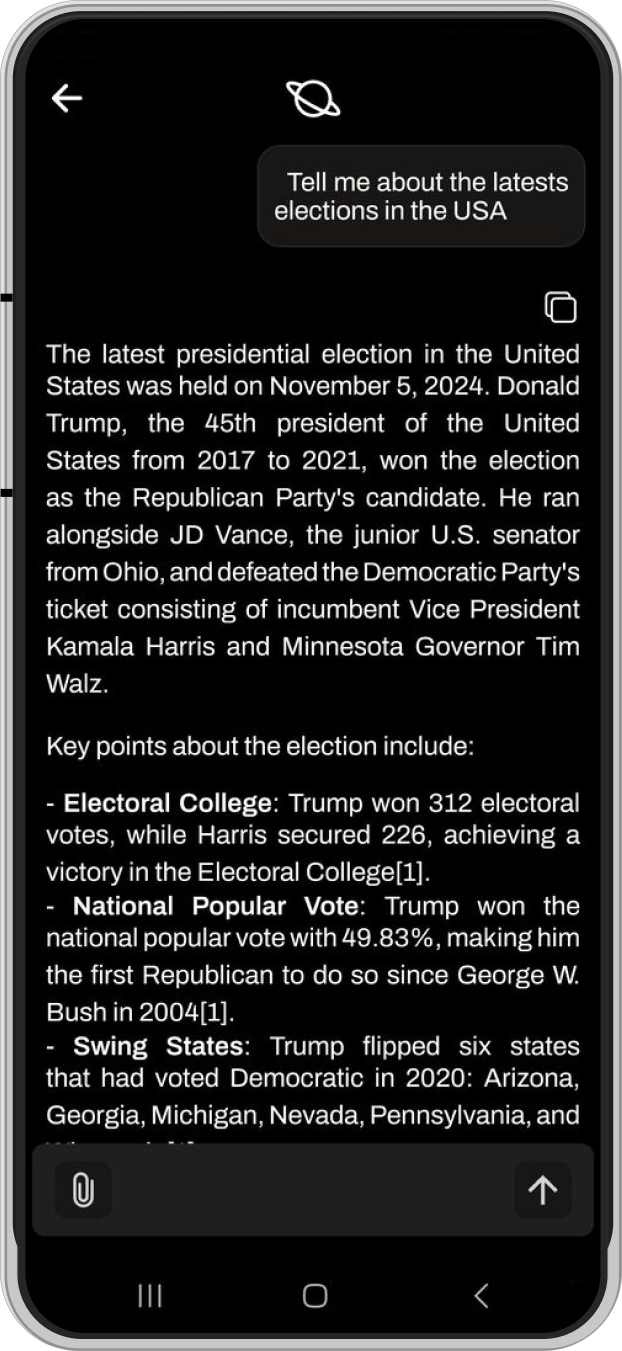 Tell me about the latests
elections in the USA
The latest presidential election in the United
States was held on November 5, 2024. Donald
Trump, the 45th president of the United
States from 2017 to 2021, won the election
as the Republican Party's candidate. He ran
alongside JD Vance, the junior U.S. senator
from Ohio, and defeated the Democratic Party's
ticket consisting of incumbent Vice President
Kamala Harris and Minnesota Governor Tim
Walz.
Key points about the election include:
- Electoral College: Trump won 312 electoral
votes, while Harris secured 226, achieving a
victory in the Electoral College[1].
- National Popular Vote: Trump won the
national popular vote with 49.83%, making him
the first Republican to do so since George W.
Bush in 2004[1].
- Swing States: Trump flipped six states
that had voted Democratic in 2020: Arizona,
Georgia, Michigan, Nevada, Pennsylvania, and